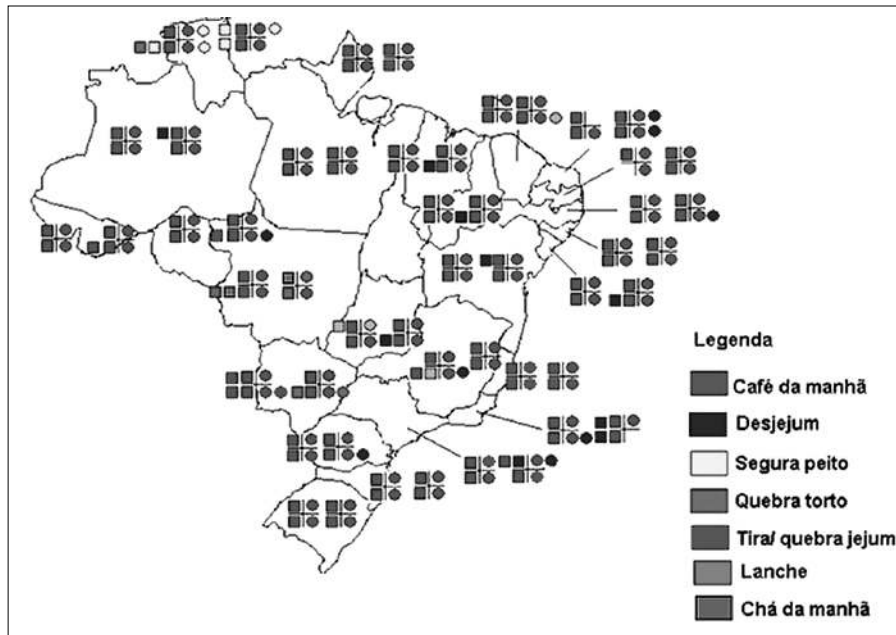 Legenda
Café da manhã
Desjejum
Segura peito
Quebra torto
Tira/ quebra jejum
Lanche
Chá da manhã